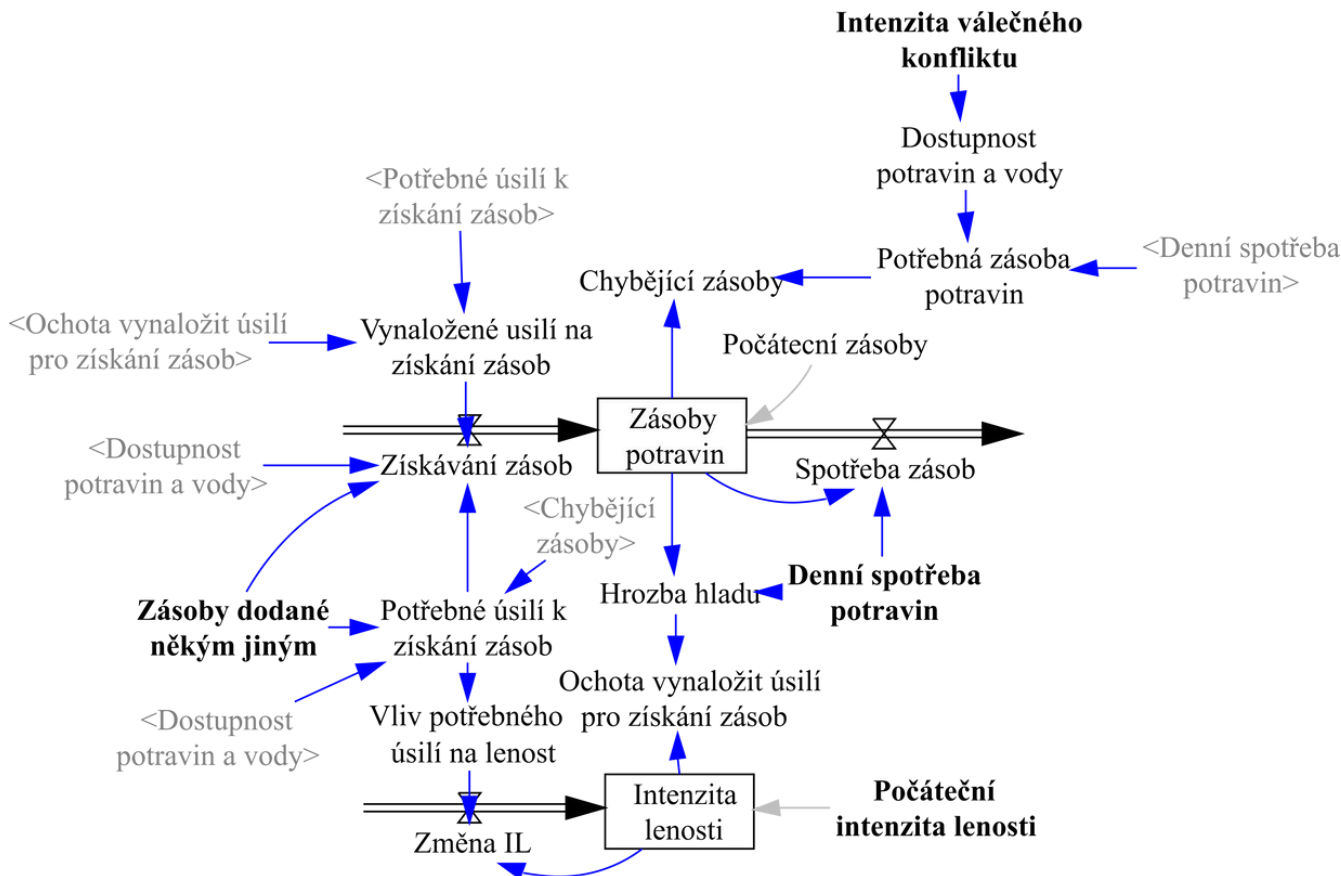 Intenzita válečného
konfliktu
Dostupnost
potravin a vody
<Potřebné úsilí k
získání zásob>
Potřebná zásoba
potravin
<Denní spotřeba
potravin>
Chybějící zásoby
<Ochota vynaložit úsilí
pro získání zásob>
Vynaložené usilí na
získání zásob
Počátecní zásoby
Zásoby
potravin
<Dostupnost
potravin a vody>
Získávání zásob
Spotřeba zásob
<Chybějící
zásoby>
Zásoby dodané
někým jiným
Potřebné úsilí k
získání zásob
Hrozba hladu
Denní spotřeba
potravin
Ochota vynaložit úsilí
pro získání zásob
<Dostupnost
potravin a vody>
Vliv potřebného
úsilí na lenost
Intenzita
lenosti
Počáteční
intenzita lenosti
Změna IL